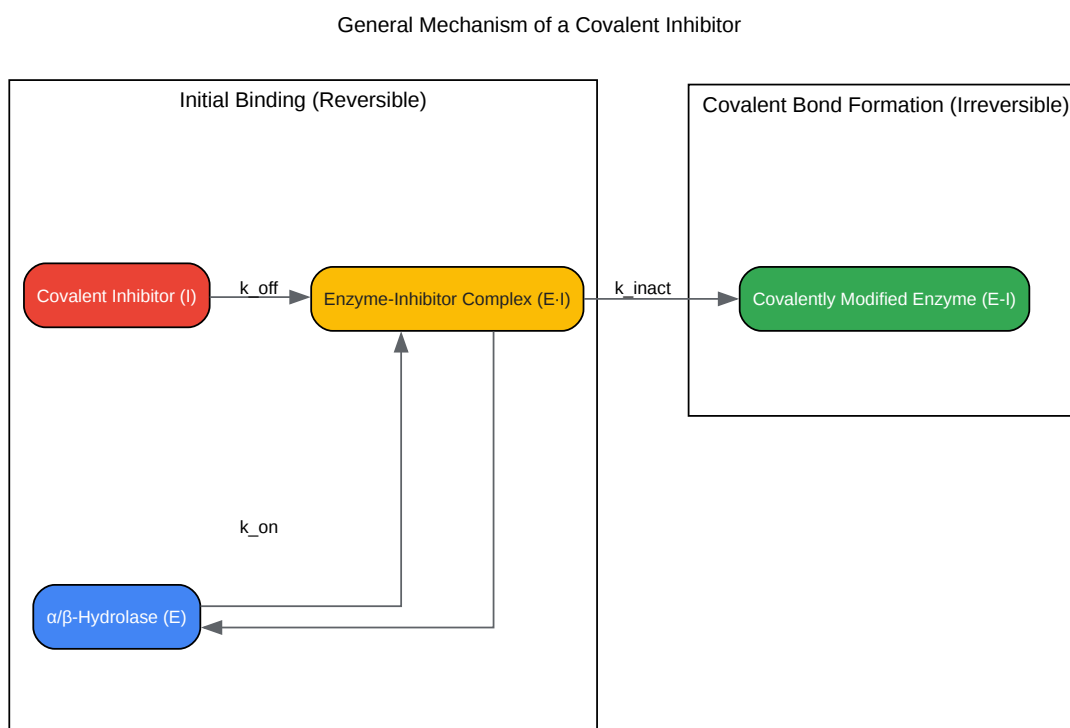 General Mechanism of a Covalent Inhibitor
Initial Binding (Reversible)
Covalent Bond Formation (Irreversible)
Covalent Inhibitor (I)
k_off
Enzyme-Inhibitor Complex (E·I)
k_inact
Covalently Modified Enzyme (E-I)
k_on
α/β-Hydrolase (E)